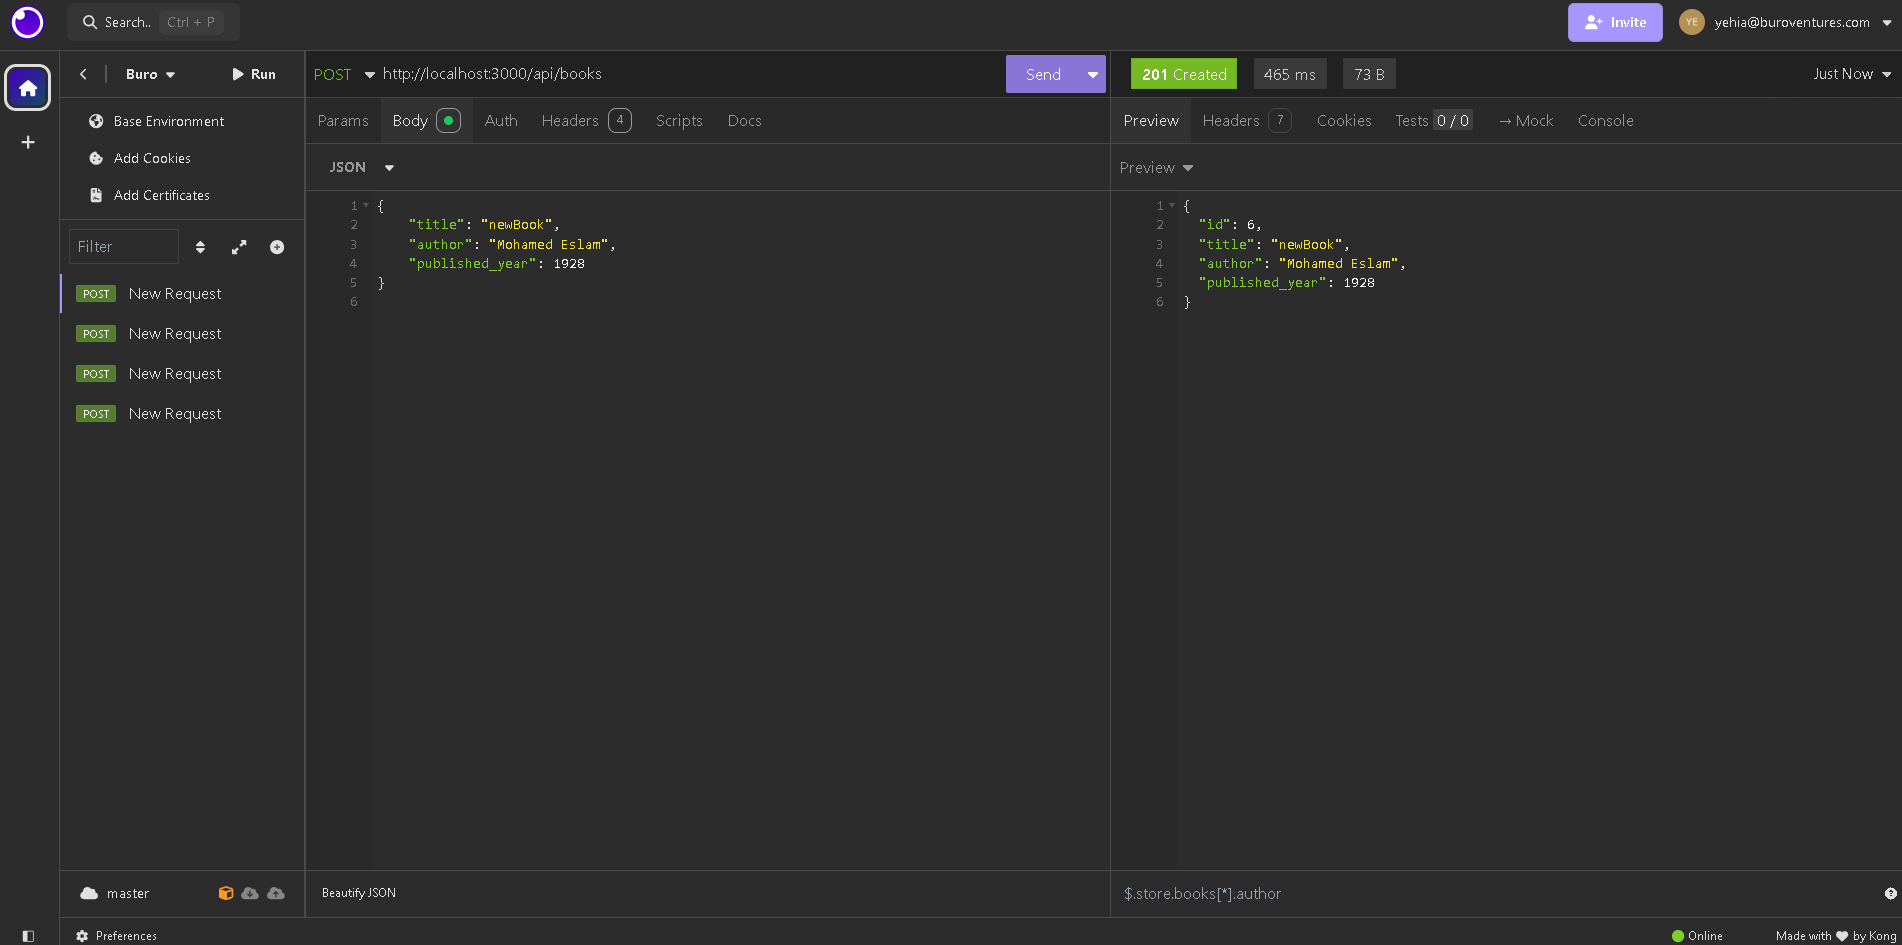 Search.. Ctrl + P
Invite
YE yehia@buroventures.com
Buro Run
POST http://localhost:3000/api/books Send
201 Created 465 ms 73 B Just Now
Base Environment
Add Cookies
Add Certificates
Filter
POST New Request
POST New Request
POST New Request
POST New Request
Params Body Auth Headers 4 Scripts Docs
JSON
1 {
2 "title": "newBook",
3 "author": "Mohamed Eslam",
4 "published_year": 1928
5 }
6
Preview Headers 7 Cookies Tests 0 / 0 → Mock Console
Preview
1 {
2 "id": 6,
3 "title": "newBook",
4 "author": "Mohamed Eslam",
5 "published_year": 1928
6 }
master
Beautify JSON
$.store.books[*].author
?
Preferences
Online
Made with ♥ by Kong